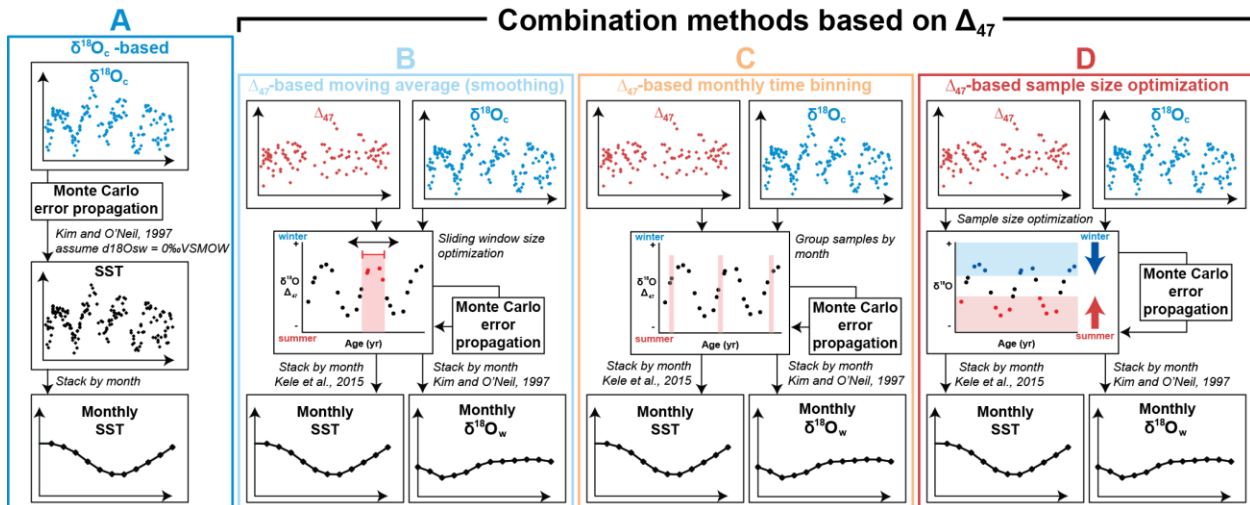 Combination methods based on Δ₄₇
A
δ¹⁸Oc -based
δ¹⁸Oc
Monte Carlo
error propagation
Kim and O'Neil, 1997
assume d18Osw = 0‰VSMOW
SST
Stack by month
Monthly
SST
B
Δ₄₇-based moving average (smoothing)
Δ₄₇
δ¹⁸Oc
Sliding window size
optimization
winter
+
δ¹⁸O
Δ₄₇
-
summer
Age (yr)
Monte Carlo
error
propagation
Stack by month
Kele et al., 2015
Stack by month
Kim and O'Neil, 1997
Monthly
SST
Monthly
δ¹⁸Ow
C
Δ₄₇-based monthly time binning
Δ₄₇
δ¹⁸Oc
Group samples by
month
winter
+
δ¹⁸O
Δ₄₇
-
summer
Age (yr)
Monte Carlo
error
propagation
Stack by month
Kele et al., 2015
Stack by month
Kim and O'Neil, 1997
Monthly
SST
Monthly
δ¹⁸Ow
D
Δ₄₇-based sample size optimization
Δ₄₇
δ¹⁸Oc
Sample size optimization
winter
+
δ¹⁸O
-
summer
Age (yr)
Monte Carlo
error
propagation
Stack by month
Kele et al., 2015
Stack by month
Kim and O'Neil, 1997
Monthly
SST
Monthly
δ¹⁸Ow